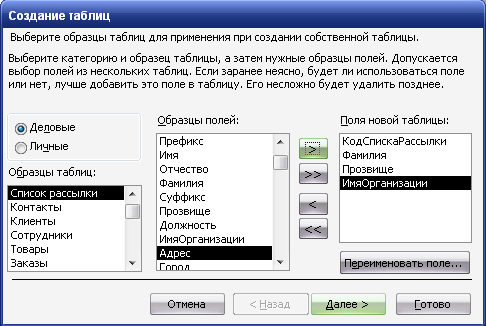 Создание таблиц
Выберите образцы таблиц для применения при создании собственной таблицы.
Выберите категорию и образец таблицы, а затем нужные образцы полей. Допускается
выбор полей из нескольких таблиц. Если заранее неясно, будет ли использоваться поле
или нет, лучше добавить это поле в таблицу. Его несложно будет удалить позднее.
Деловые
Личные
Образцы таблиц:
Список рассылки
Контакты
Клиенты
Сотрудники
Товары
Заказы
Образцы полей:
Префикс
Имя
Отчество
Фамилия
Суффикс
Прозвище
Должность
ИмяОрганизации
Адрес
Город
>
>>
<
<<
Поля новой таблицы:
КодСпискаРассылки
Фамилия
Прозвище
ИмяОрганизации
Переименовать поле...
Отмена
< Назад
Далее >
Готово